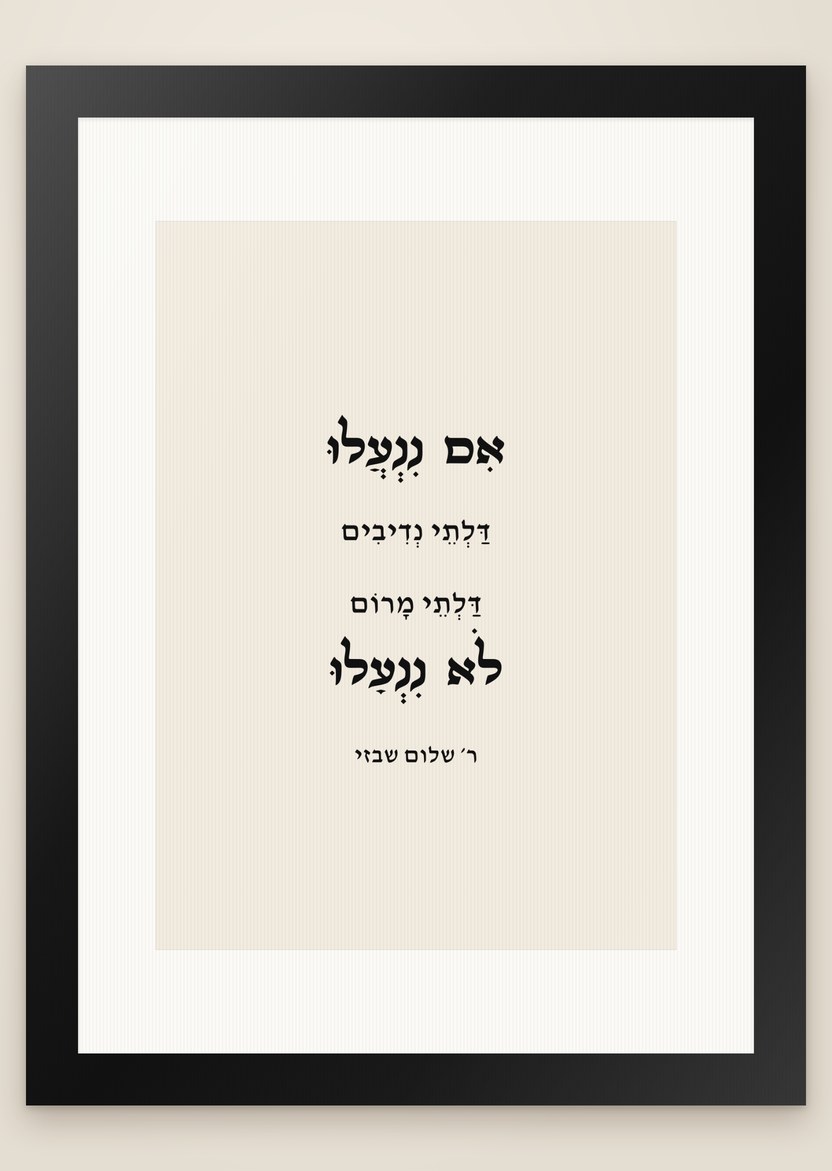 אִם נִנְעֲלוּ
דַּלְתֵי נְדִיבִים
דַּלְתֵי מָרוֹם
לֹא נִנְעָלוּ
ר׳ שלום שבזי